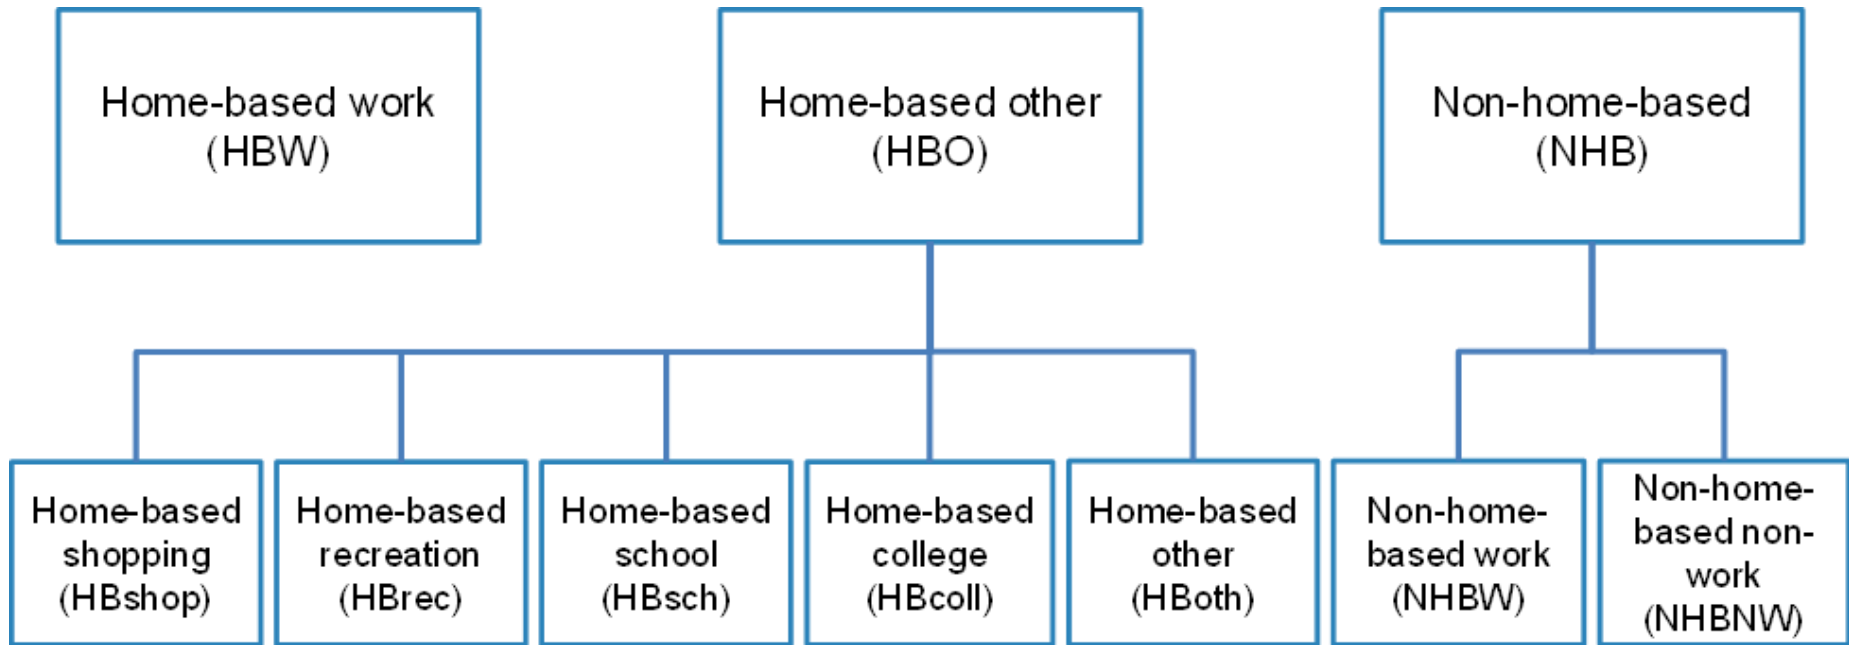 Home-based work
(HBW)
Home-based other
(HBO)
Non-home-based
(NHB)
Home-based
shopping
(HBshop)
Home-based
recreation
(HBrec)
Home-based
school
(HBsch)
Home-based
college
(HBcoll)
Home-based
other
(HBoth)
Non-home-
based work
(NHBW)
Non-home-
based non-
work
(NHBNW)